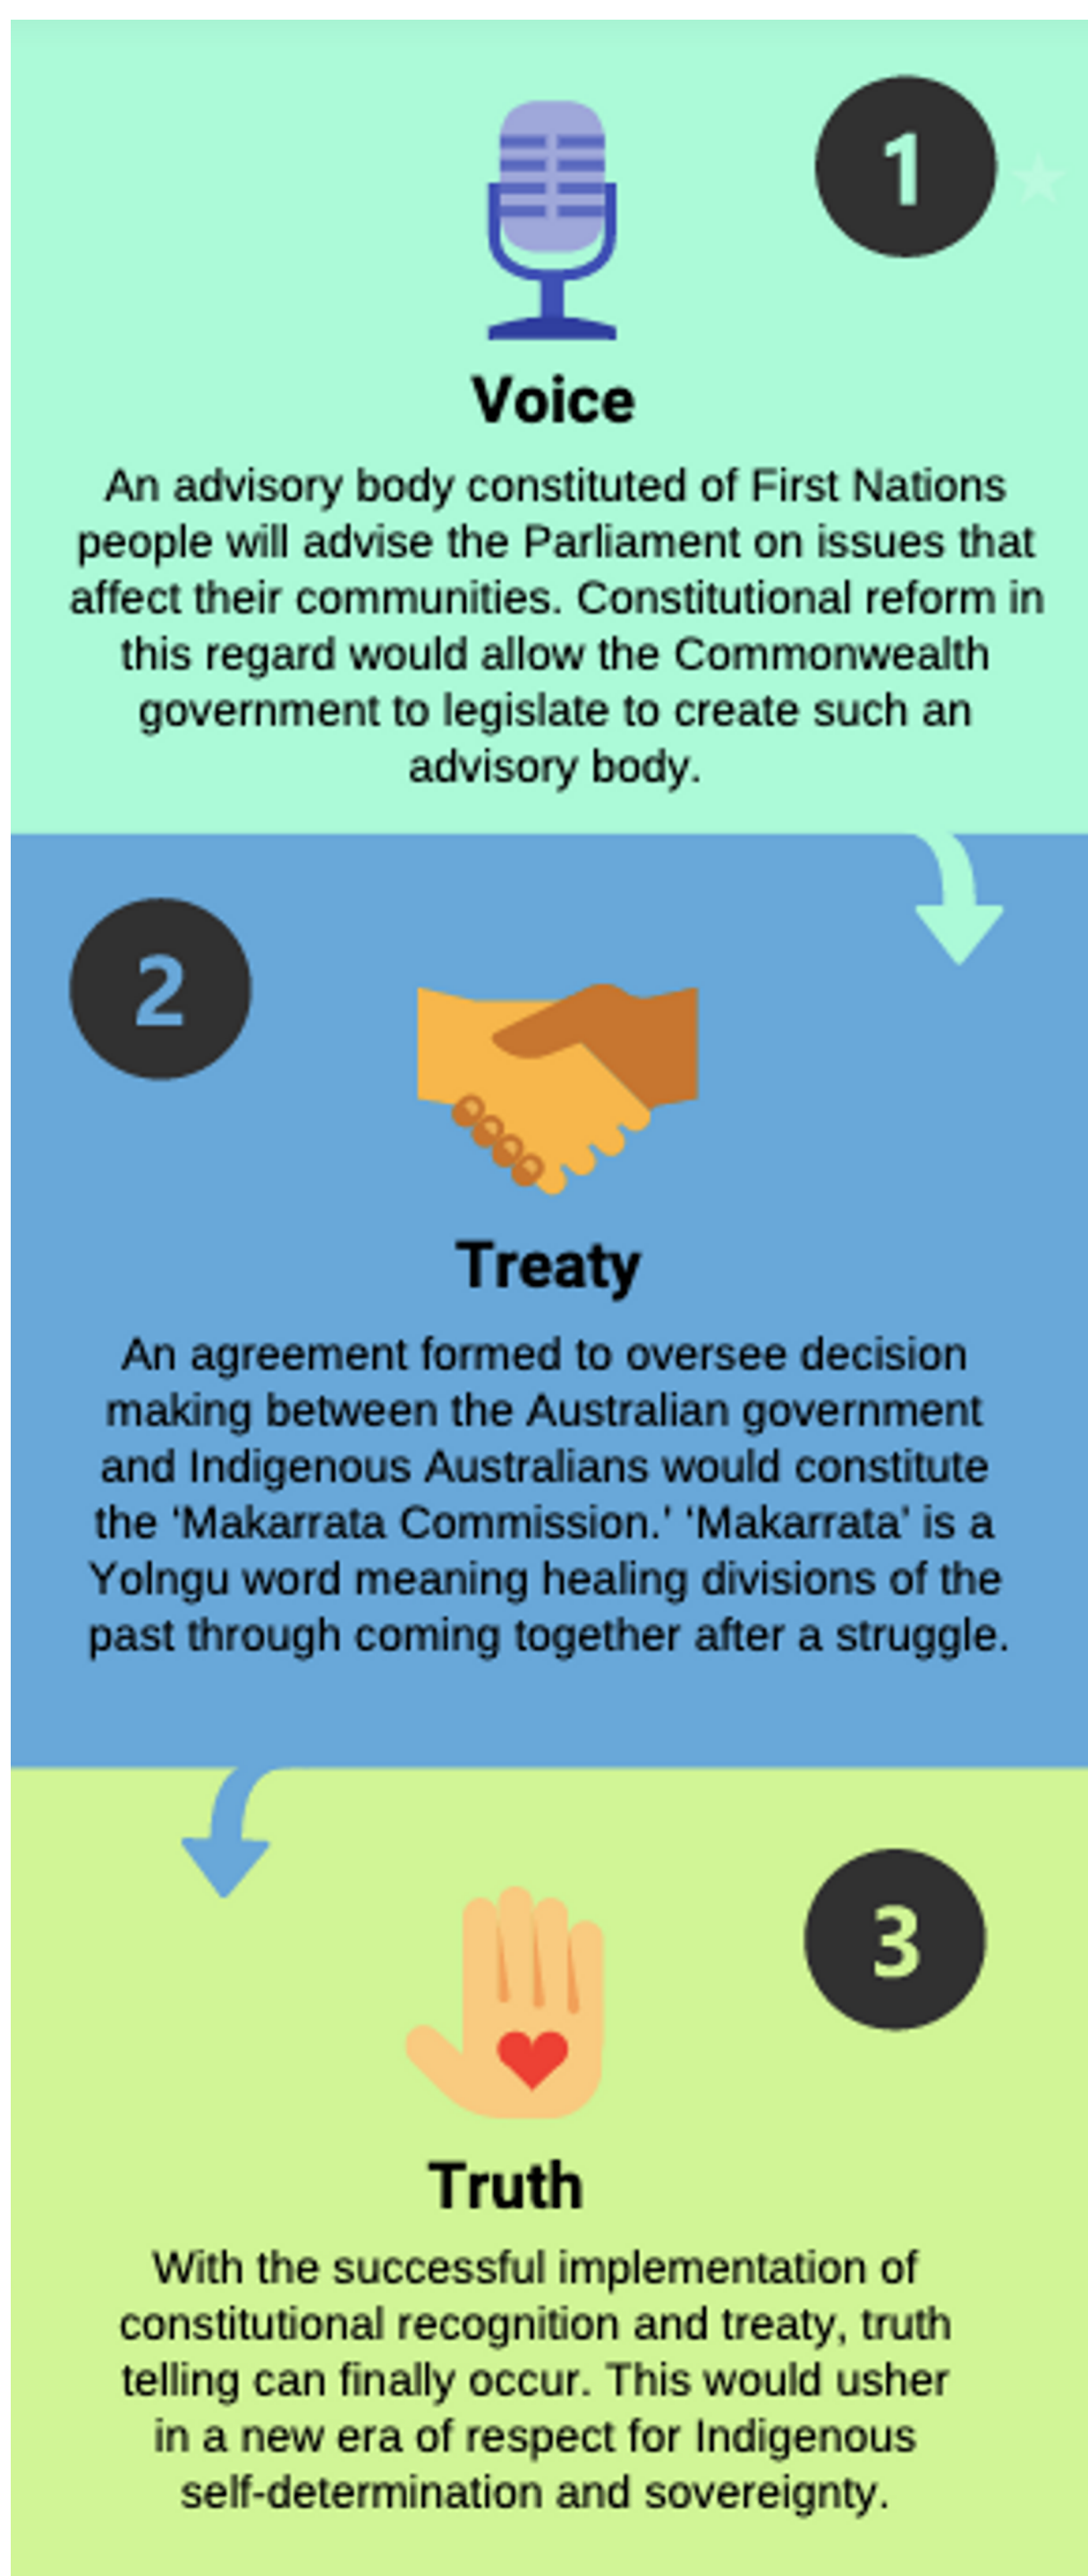 1
Voice
An advisory body constituted of First Nations
people will advise the Parliament on issues that
affect their communities. Constitutional reform in
this regard would allow the Commonwealth
government to legislate to create such an
advisory body.
2
Treaty
An agreement formed to oversee decision
making between the Australian government
and Indigenous Australians would constitute
the ‘Makarrata Commission.’ ‘Makarrata’ is a
Yolngu word meaning healing divisions of the
past through coming together after a struggle.
3
Truth
With the successful implementation of
constitutional recognition and treaty, truth
telling can finally occur. This would usher
in a new era of respect for Indigenous
self-determination and sovereignty.